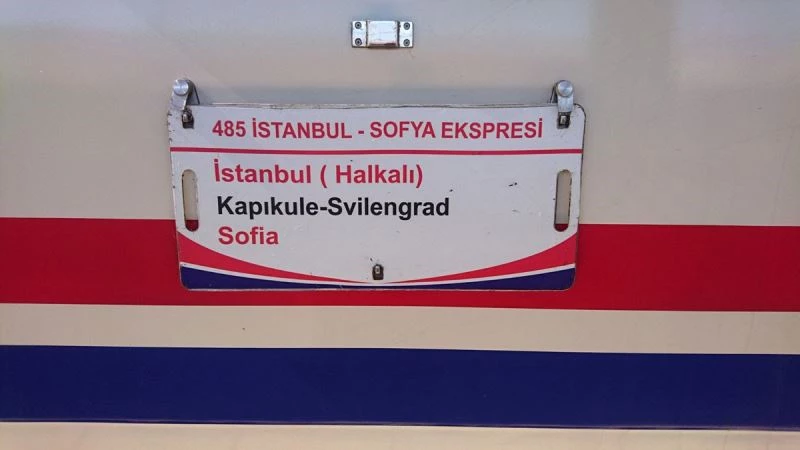 485 İSTANBUL - SOFYA EKSPRESİ
İstanbul ( Halkalı)
Kapıkule-Svilengrad
Sofia